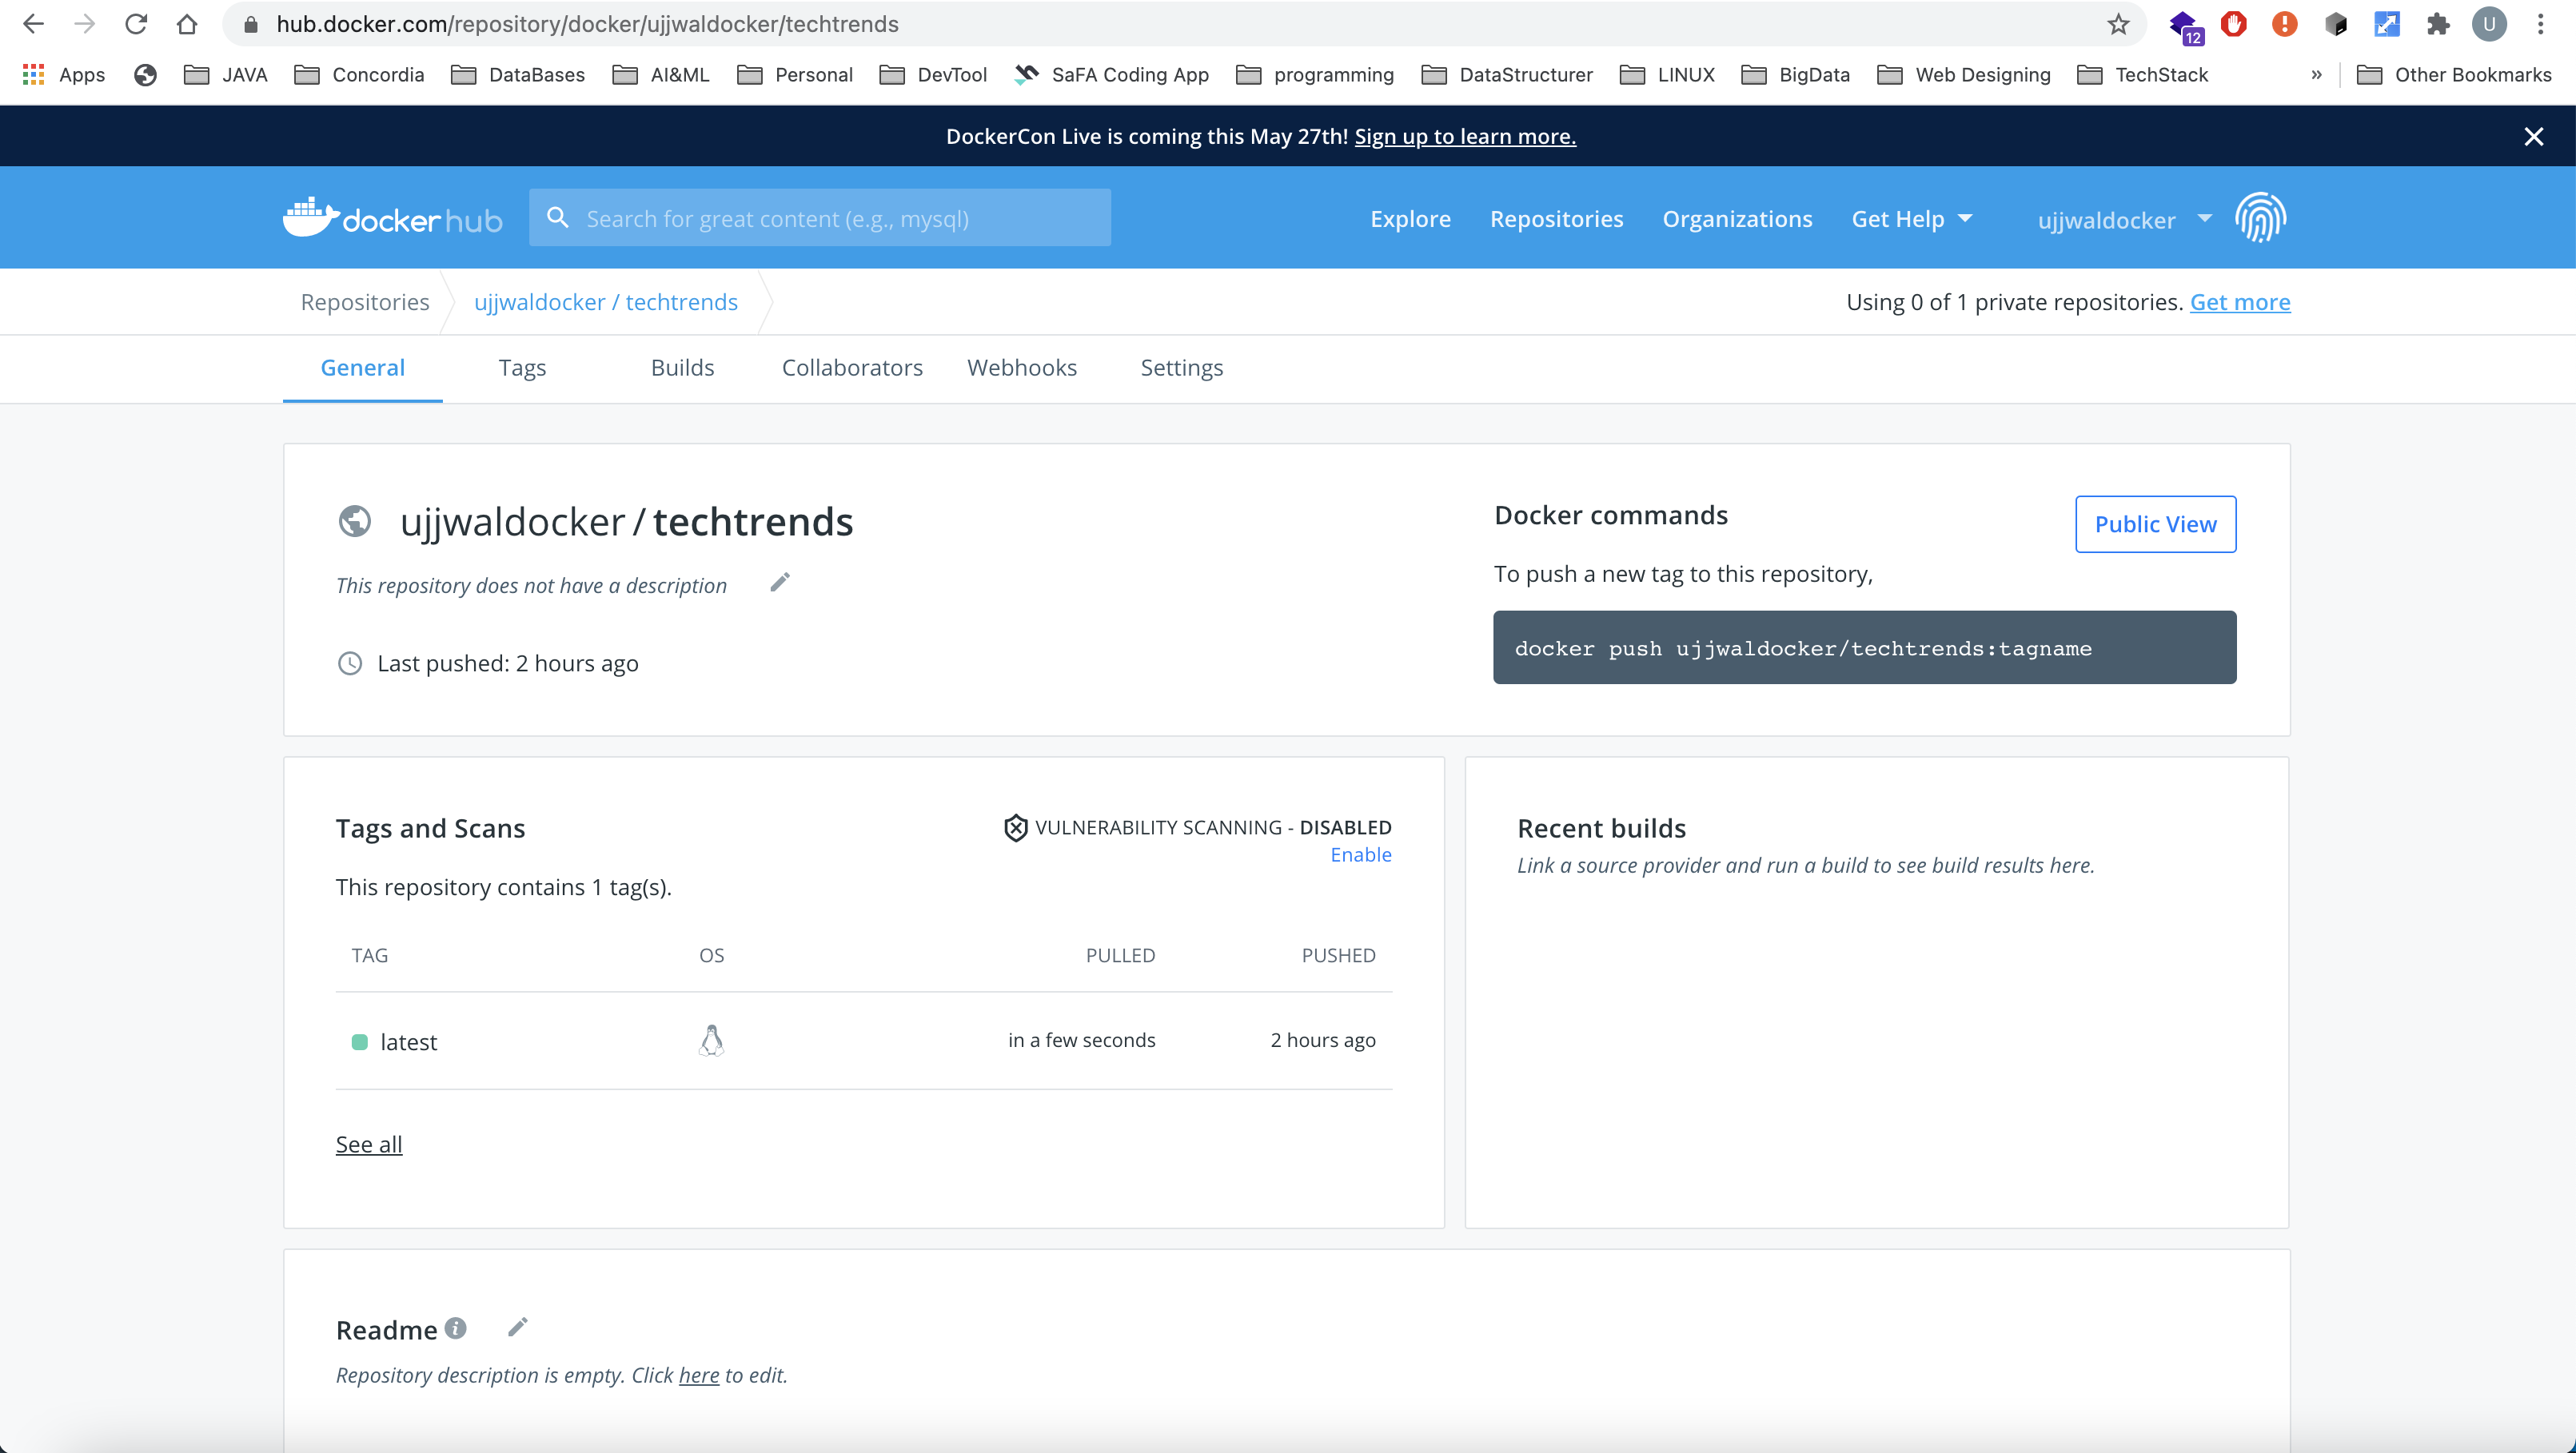 hub.docker.com/repository/docker/ujjwaldocker/techtrends
12
U
Apps JAVA Concordia DataBases AI&ML Personal DevTool SaFA Coding App programming DataStructurer LINUX BigData Web Designing TechStack » Other Bookmarks
DockerCon Live is coming this May 27th! Sign up to learn more.
docker hub Search for great content (e.g., mysql) Explore Repositories Organizations Get Help ujjwaldocker
Repositories ujjwaldocker / techtrends Using 0 of 1 private repositories. Get more
General Tags Builds Collaborators Webhooks Settings
ujjwaldocker / techtrends
This repository does not have a description
Last pushed: 2 hours ago
Docker commands
Public View
To push a new tag to this repository,
docker push ujjwaldocker/techtrends:tagname
Tags and Scans
VULNERABILITY SCANNING - DISABLED
Enable
This repository contains 1 tag(s).
TAG OS PULLED PUSHED
latest in a few seconds 2 hours ago
See all
Recent builds
Link a source provider and run a build to see build results here.
Readme
Repository description is empty. Click here to edit.